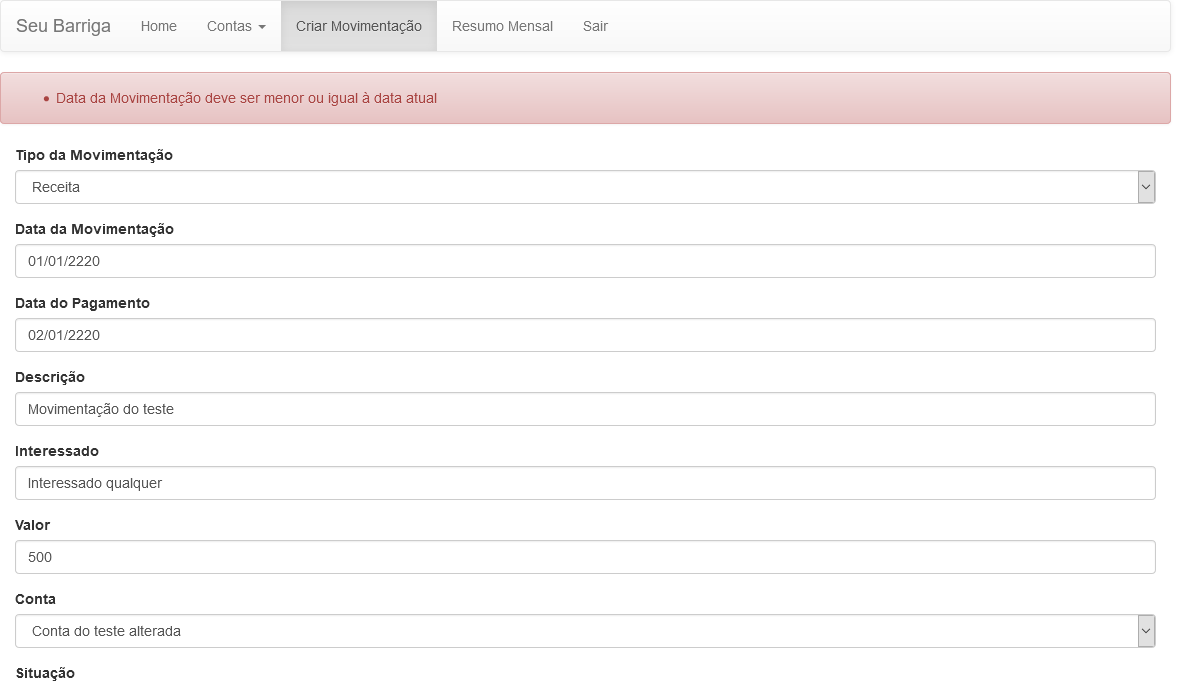 Seu Barriga Home Contas Criar Movimentação Resumo Mensal Sair
Data da Movimentação deve ser menor ou igual à data atual
Tipo da Movimentação
Receita
Data da Movimentação
01/01/2220
Data do Pagamento
02/01/2220
Descrição
Movimentação do teste
Interessado
Interessado qualquer
Valor
500
Conta
Conta do teste alterada
Situação